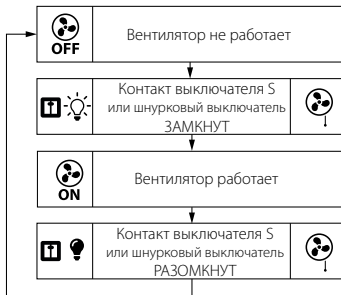 OFF
Вентилятор не работает
Контакт выключателя S
или шнурковый выключатель
ЗАМКНУТ
ON
Вентилятор работает
Контакт выключателя S
или шнурковый выключатель
РАЗОМКНУТ